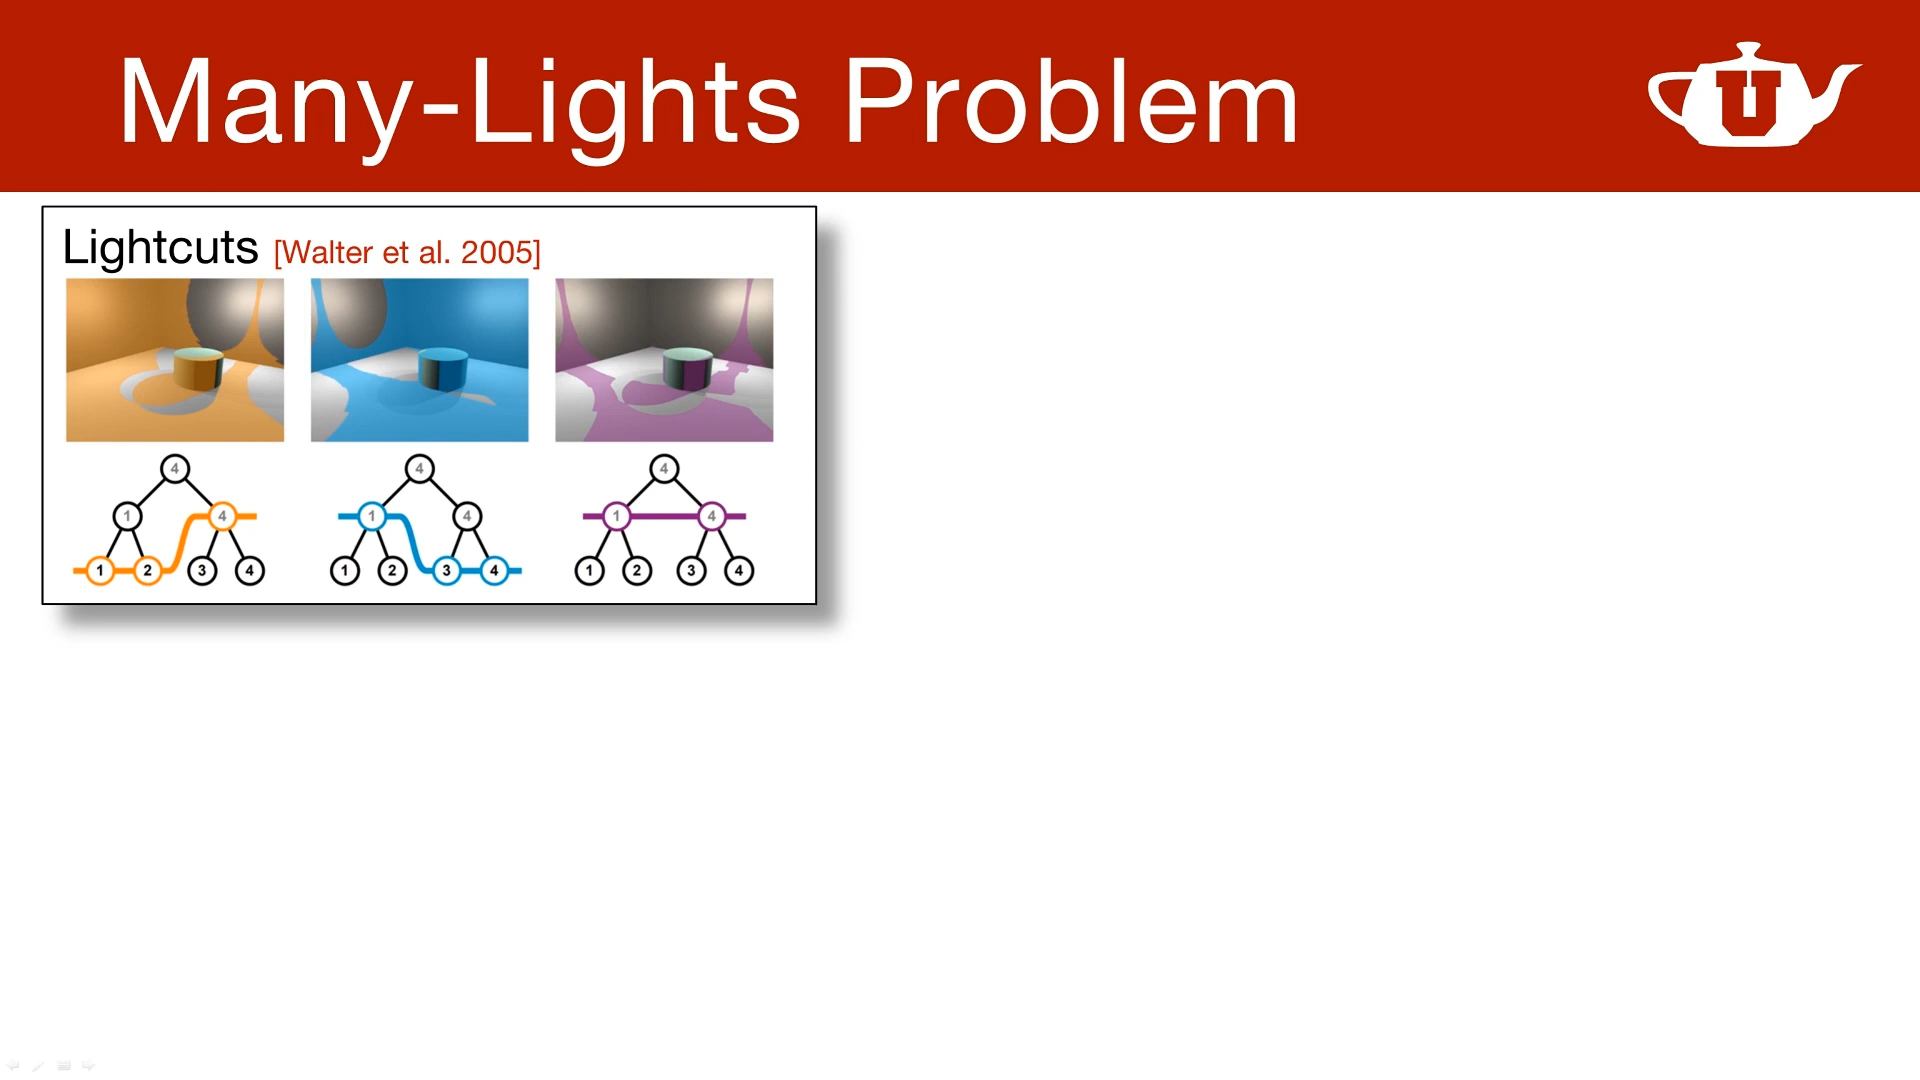 Many-Lights Problem
U
Lightcuts [Walter et al. 2005]
4 4 4
1 4 1 4 1 4
1 2 3 4 1 2 3 4 1 2 3 4